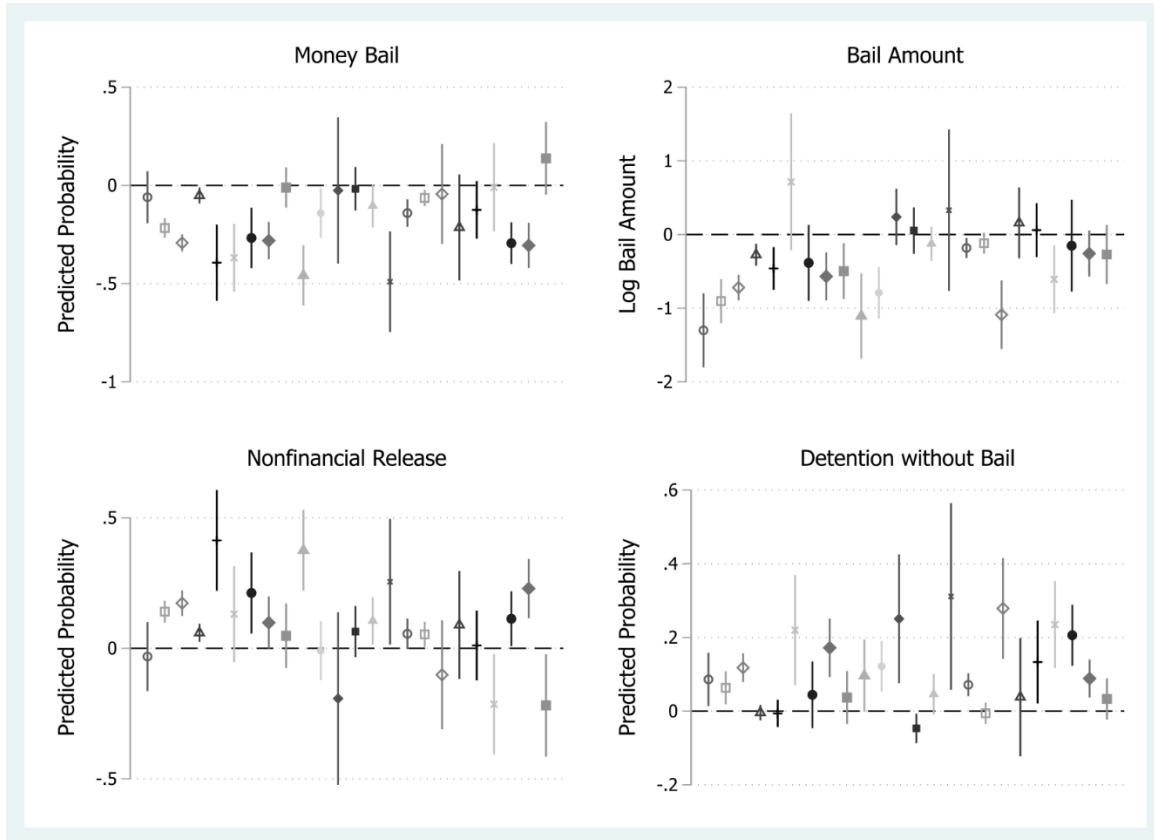 Money Bail
Predicted Probability
.5
0
-.5
-1
Bail Amount
Log Bail Amount
2
1
0
-1
-2
Nonfinancial Release
Predicted Probability
.5
0
-.5
Detention without Bail
Predicted Probability
.6
.4
.2
0
-.2